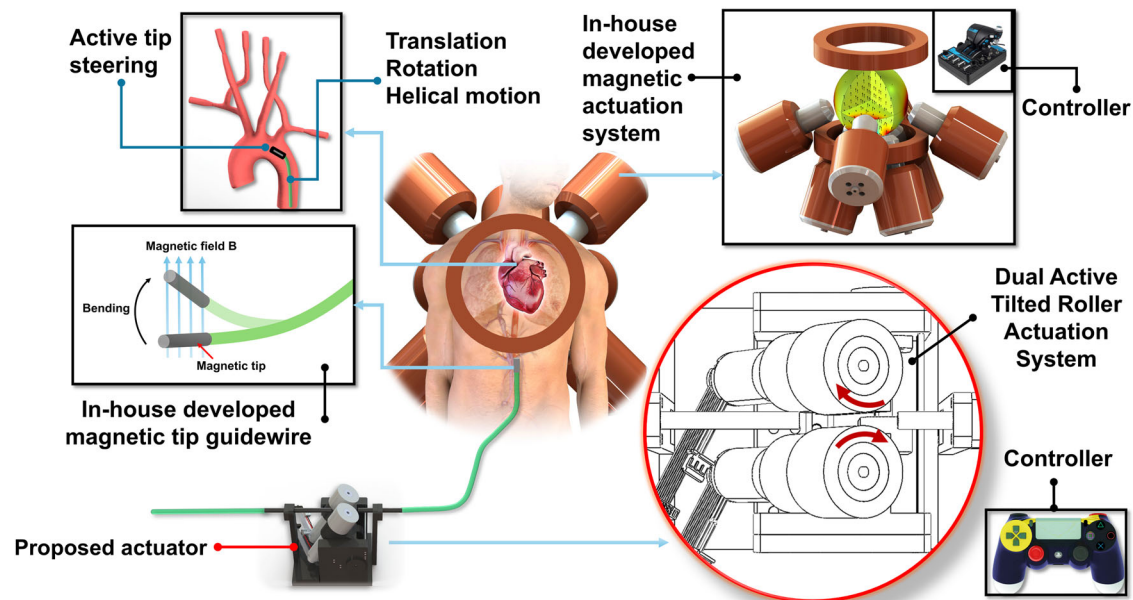 Active tip
steering
Translation
Rotation
Helical motion
In-house
developed
magnetic
actuation
system
Controller
Magnetic field B
Bending
Magnetic tip
In-house developed
magnetic tip guidewire
Dual Active
Tilted Roller
Actuation
System
Controller
Proposed actuator